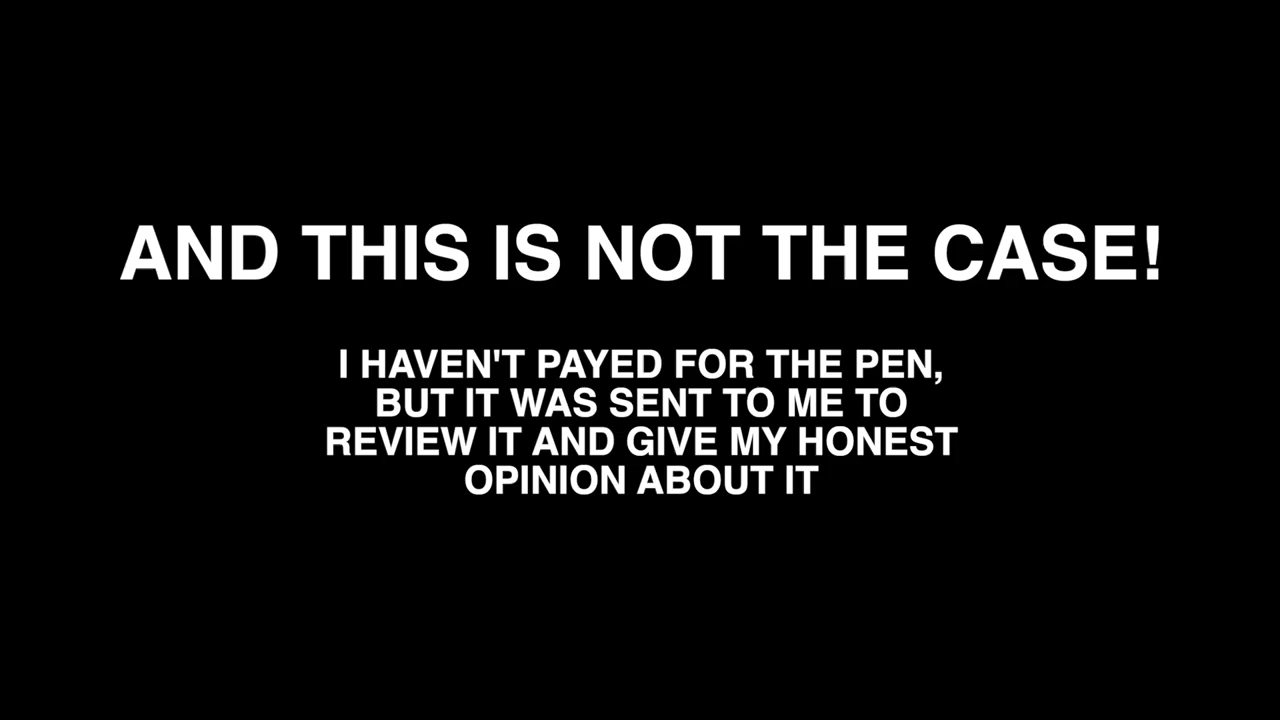 AND THIS IS NOT THE CASE!
I HAVEN'T PAYED FOR THE PEN,
BUT IT WAS SENT TO ME TO
REVIEW IT AND GIVE MY HONEST
OPINION ABOUT IT